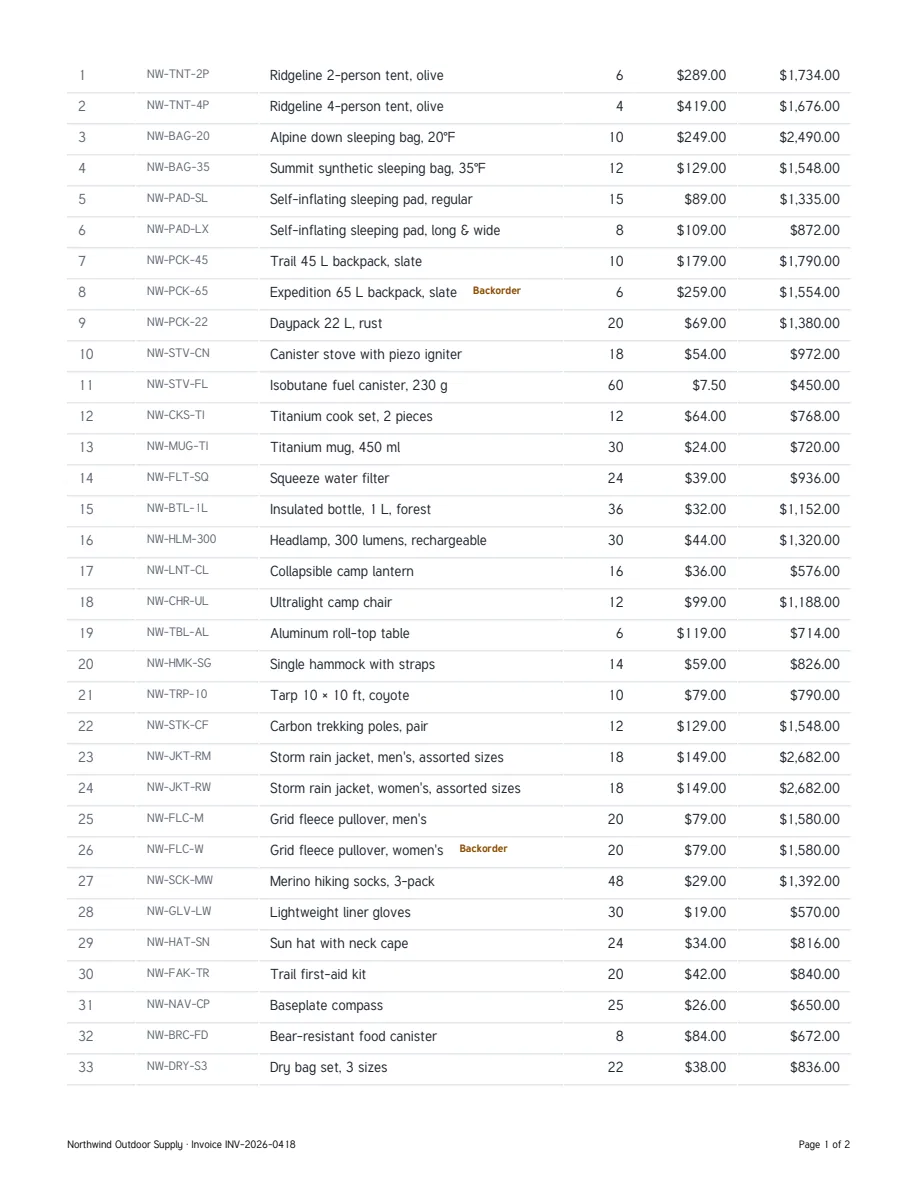 1 NW-TNT-2P Ridgeline 2-person tent, olive 6 $289.00 $1,734.00
2 NW-TNT-4P Ridgeline 4-person tent, olive 4 $419.00 $1,676.00
3 NW-BAG-20 Alpine down sleeping bag, 20°F 10 $249.00 $2,490.00
4 NW-BAG-35 Summit synthetic sleeping bag, 35°F 12 $129.00 $1,548.00
5 NW-PAD-SL Self-inflating sleeping pad, regular 15 $89.00 $1,335.00
6 NW-PAD-LX Self-inflating sleeping pad, long & wide 8 $109.00 $872.00
7 NW-PCK-45 Trail 45 L backpack, slate 10 $179.00 $1,790.00
8 NW-PCK-65 Expedition 65 L backpack, slate Backorder 6 $259.00 $1,554.00
9 NW-PCK-22 Daypack 22 L, rust 20 $69.00 $1,380.00
10 NW-STV-CN Canister stove with piezo igniter 18 $54.00 $972.00
11 NW-STV-FL Isobutane fuel canister, 230 g 60 $7.50 $450.00
12 NW-CKS-TI Titanium cook set, 2 pieces 12 $64.00 $768.00
13 NW-MUG-TI Titanium mug, 450 ml 30 $24.00 $720.00
14 NW-FLT-SQ Squeeze water filter 24 $39.00 $936.00
15 NW-BTL-1L Insulated bottle, 1 L, forest 36 $32.00 $1,152.00
16 NW-HLM-300 Headlamp, 300 lumens, rechargeable 30 $44.00 $1,320.00
17 NW-LNT-CL Collapsible camp lantern 16 $36.00 $576.00
18 NW-CHR-UL Ultralight camp chair 12 $99.00 $1,188.00
19 NW-TBL-AL Aluminum roll-top table 6 $119.00 $714.00
20 NW-HMK-SG Single hammock with straps 14 $59.00 $826.00
21 NW-TRP-10 Tarp 10 × 10 ft, coyote 10 $79.00 $790.00
22 NW-STK-CF Carbon trekking poles, pair 12 $129.00 $1,548.00
23 NW-JKT-RM Storm rain jacket, men's, assorted sizes 18 $149.00 $2,682.00
24 NW-JKT-RW Storm rain jacket, women's, assorted sizes 18 $149.00 $2,682.00
25 NW-FLC-M Grid fleece pullover, men's 20 $79.00 $1,580.00
26 NW-FLC-W Grid fleece pullover, women's Backorder 20 $79.00 $1,580.00
27 NW-SCK-MW Merino hiking socks, 3-pack 48 $29.00 $1,392.00
28 NW-GLV-LW Lightweight liner gloves 30 $19.00 $570.00
29 NW-HAT-SN Sun hat with neck cape 24 $34.00 $816.00
30 NW-FAK-TR Trail first-aid kit 20 $42.00 $840.00
31 NW-NAV-CP Baseplate compass 25 $26.00 $650.00
32 NW-BRC-FD Bear-resistant food canister 8 $84.00 $672.00
33 NW-DRY-S3 Dry bag set, 3 sizes 22 $38.00 $836.00
Northwind Outdoor Supply · Invoice INV-2026-0418 Page 1 of 2